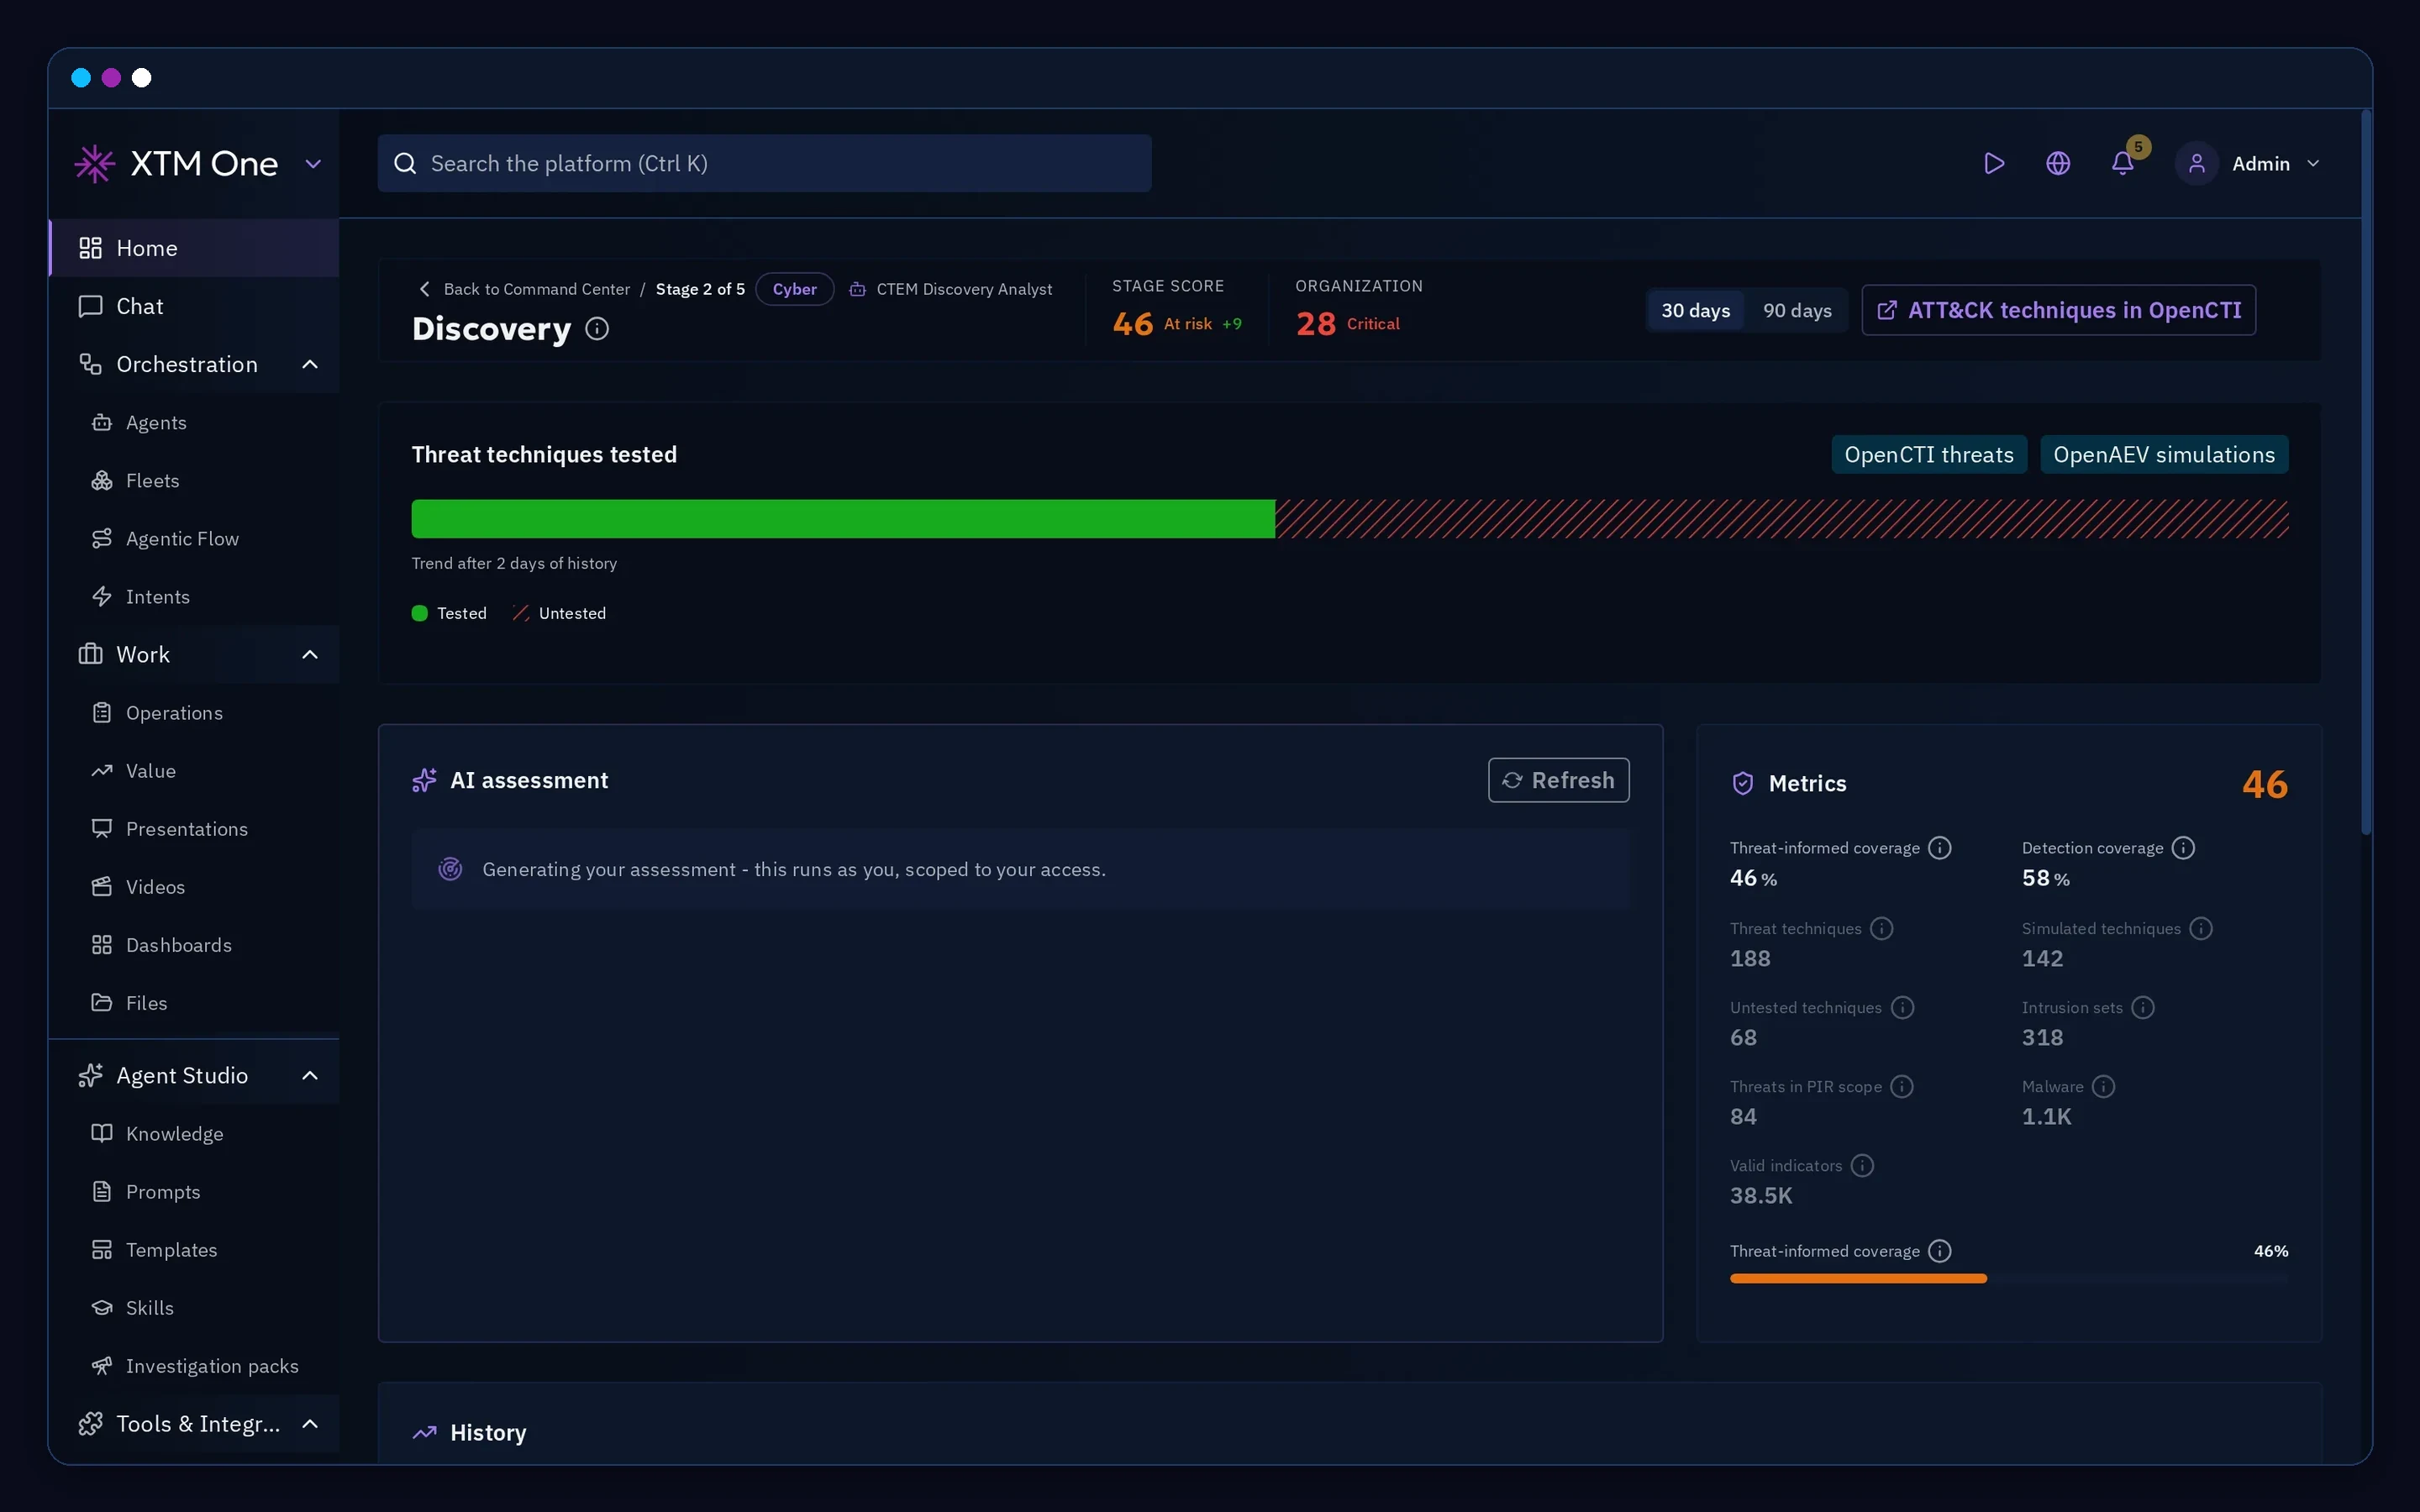 XTM One
Search the platform (Ctrl K)
5
Admin
Home
Chat
Orchestration
Agents
Fleets
Agentic Flow
Intents
Work
Operations
Value
Presentations
Videos
Dashboards
Files
Agent Studio
Knowledge
Prompts
Templates
Skills
Investigation packs
Tools & Integr...
Back to Command Center / Stage 2 of 5 Cyber CTEM Discovery Analyst
Discovery
STAGE SCORE
46 At risk +9
ORGANIZATION
28 Critical
30 days 90 days
ATT&CK techniques in OpenCTI
Threat techniques tested
OpenCTI threats OpenAEV simulations
Trend after 2 days of history
Tested Untested
AI assessment
Refresh
Generating your assessment - this runs as you, scoped to your access.
Metrics 46
Threat-informed coverage
46 %
Detection coverage
58 %
Threat techniques
188
Simulated techniques
142
Untested techniques
68
Intrusion sets
318
Threats in PIR scope
84
Malware
1.1K
Valid indicators
38.5K
Threat-informed coverage 46%
History